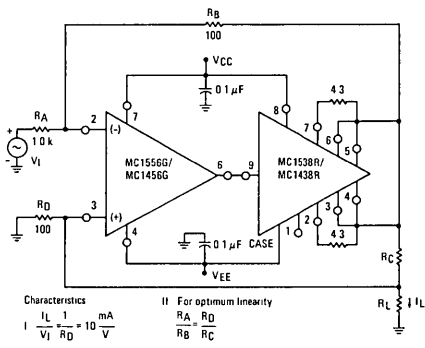 RB
100
VCC
0.1 μF
RA
1.0 k
2
(-)
7
8
7
4 3
6
5
+
-
VI
MC1556G/
MC1456G
6
9
MC1538R/
MC1438R
RD
100
3
(+)
4
0.1 μF
CASE
1
2
3
4
4 3
VEE
RC
RL
IL
Characteristics
I IL/VI = 1/RD = 10 mA/V
II For optimum linearity
RA/RB = RD/RC